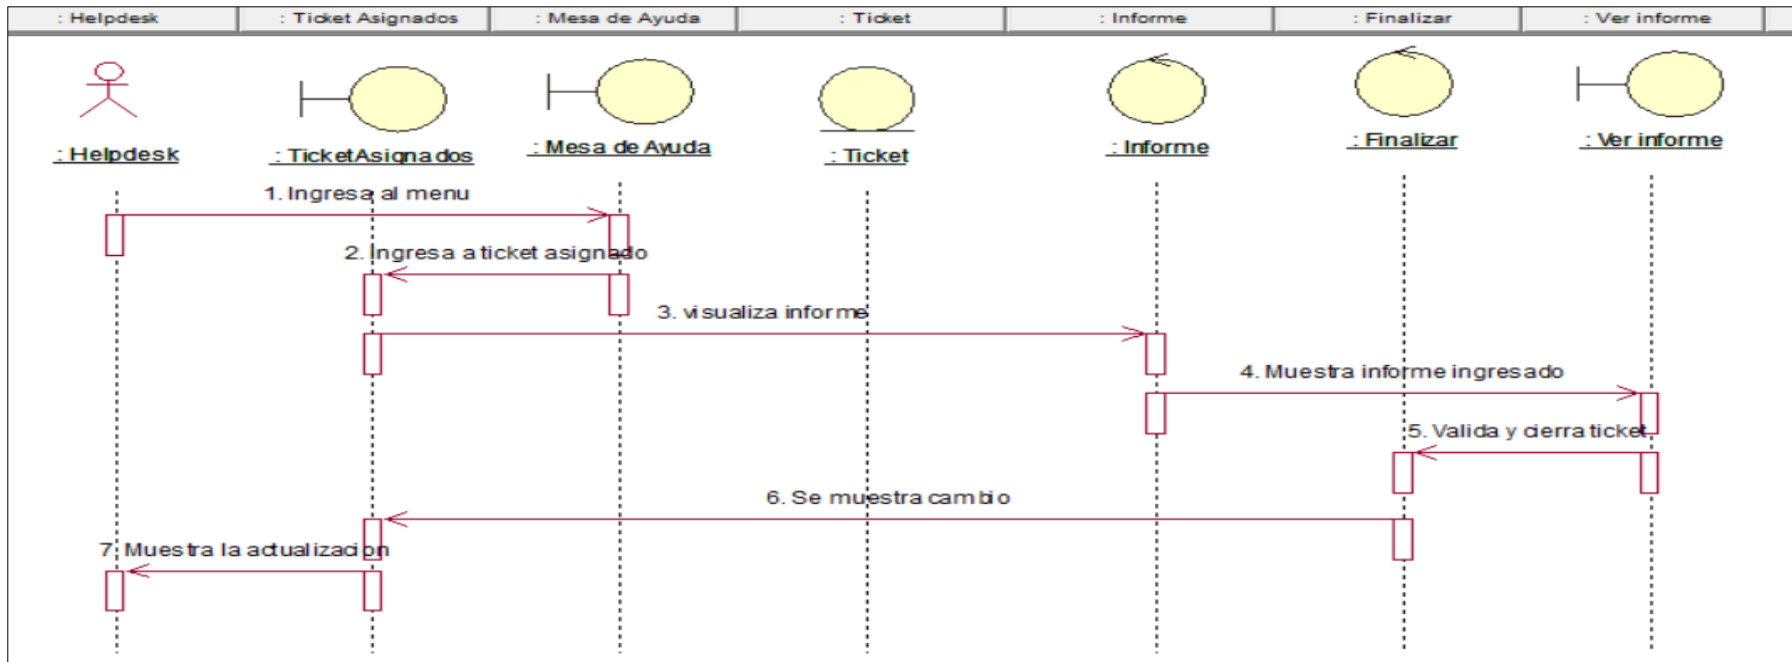 : Helpdesk
: Ticket Asignados
: Mesa de Ayuda
: Ticket
: Informe
: Finalizar
: Ver informe
: Helpdesk
: TicketAsignados
: Mesa de Ayuda
: Ticket
: Informe
: Finalizar
: Ver informe
1. Ingresa al menu
2. Ingresa a ticket asignado
3. visualiza informe
4. Muestra informe ingresado
5. Valida y cierra ticket
6. Se muestra cambio
7. Muestra la actualizacion